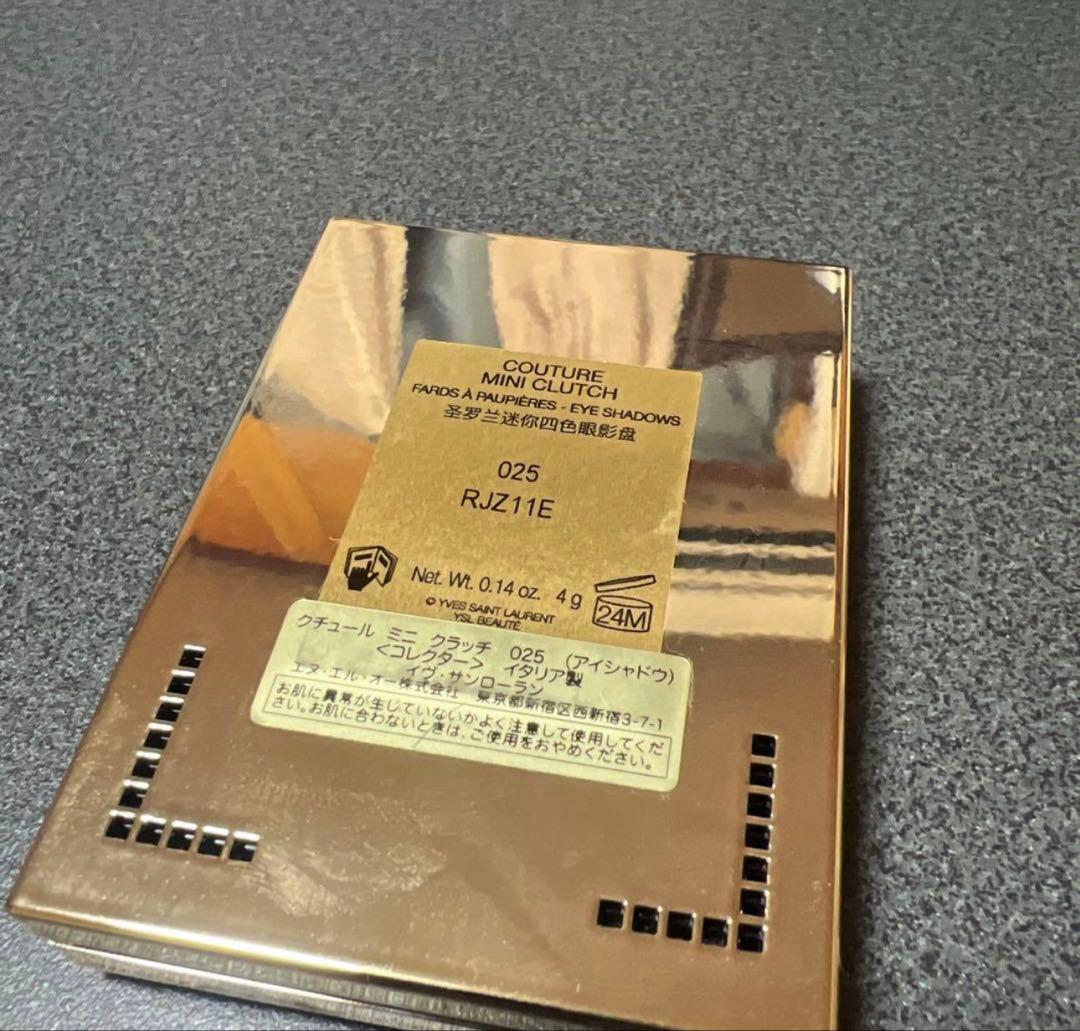 COUTURE
MINI CLUTCH
FARDS À PAUPIÈRES - EYE SHADOWS
圣罗兰迷你四色眼影盘
025
RJZ11E
Net. Wt. 0.14 oz. 4 g
© YVES SAINT LAURENT
YSL BEAUTÉ
24M
クチュール ミニ クラッチ 025 (アイシャドウ)
<コレクター> イタリア製
イヴ・サンローラン
エヌ・エル・オー株式会社 東京都新宿区西新宿3-7-1
お肌に異常が生じていないかよく注意して使用してくだ
さい。お肌に合わないときは、ご使用をおやめください。